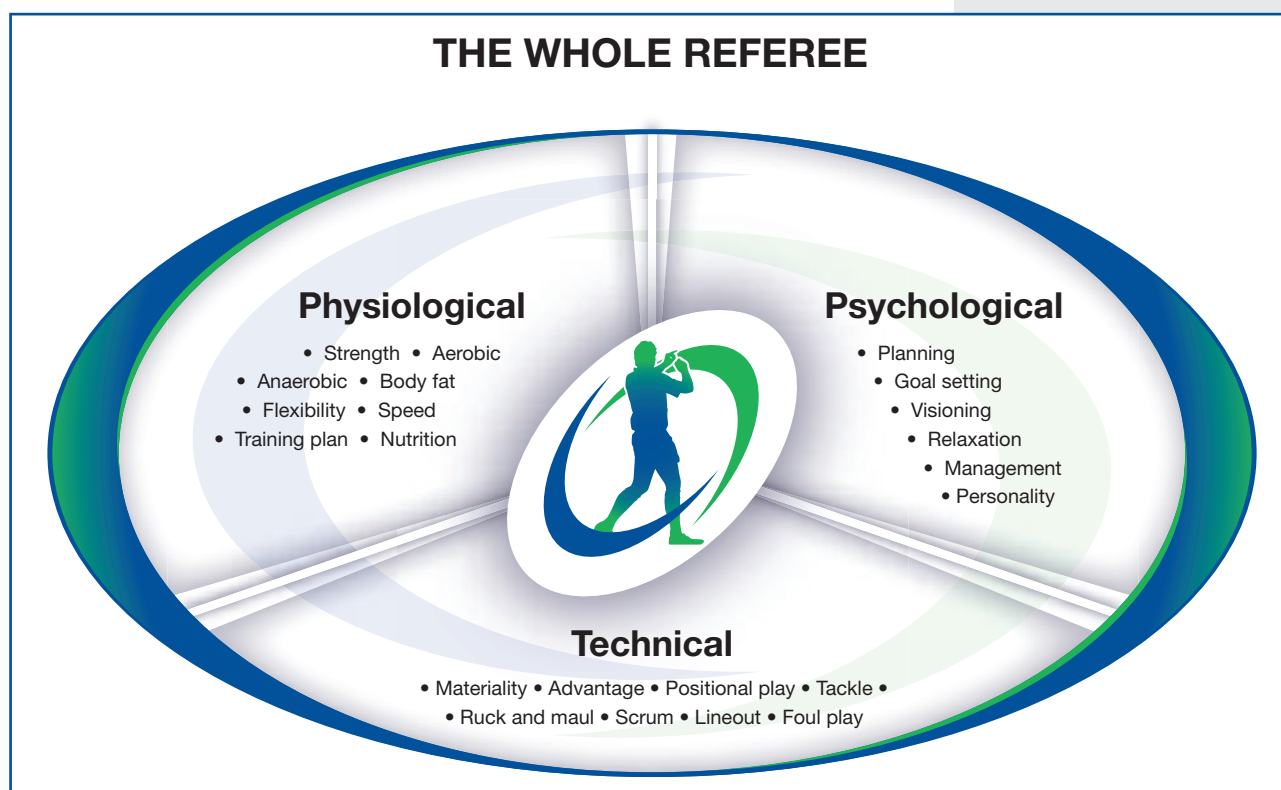 THE WHOLE REFEREE
Physiological
• Strength • Aerobic
• Anaerobic • Body fat
• Flexibility • Speed
• Training plan • Nutrition
Psychological
• Planning
• Goal setting
• Visioning
• Relaxation
• Management
• Personality
Technical
• Materiality • Advantage • Positional play • Tackle •
• Ruck and maul • Scrum • Lineout • Foul play